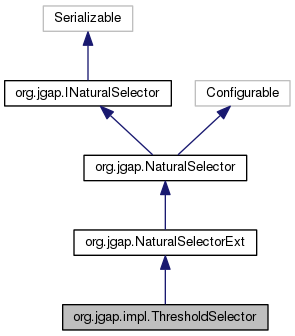 Serializable
org.jgap.INaturalSelector
Configurable
org.jgap.NaturalSelector
org.jgap.NaturalSelectorExt
org.jgap.impl.ThresholdSelector